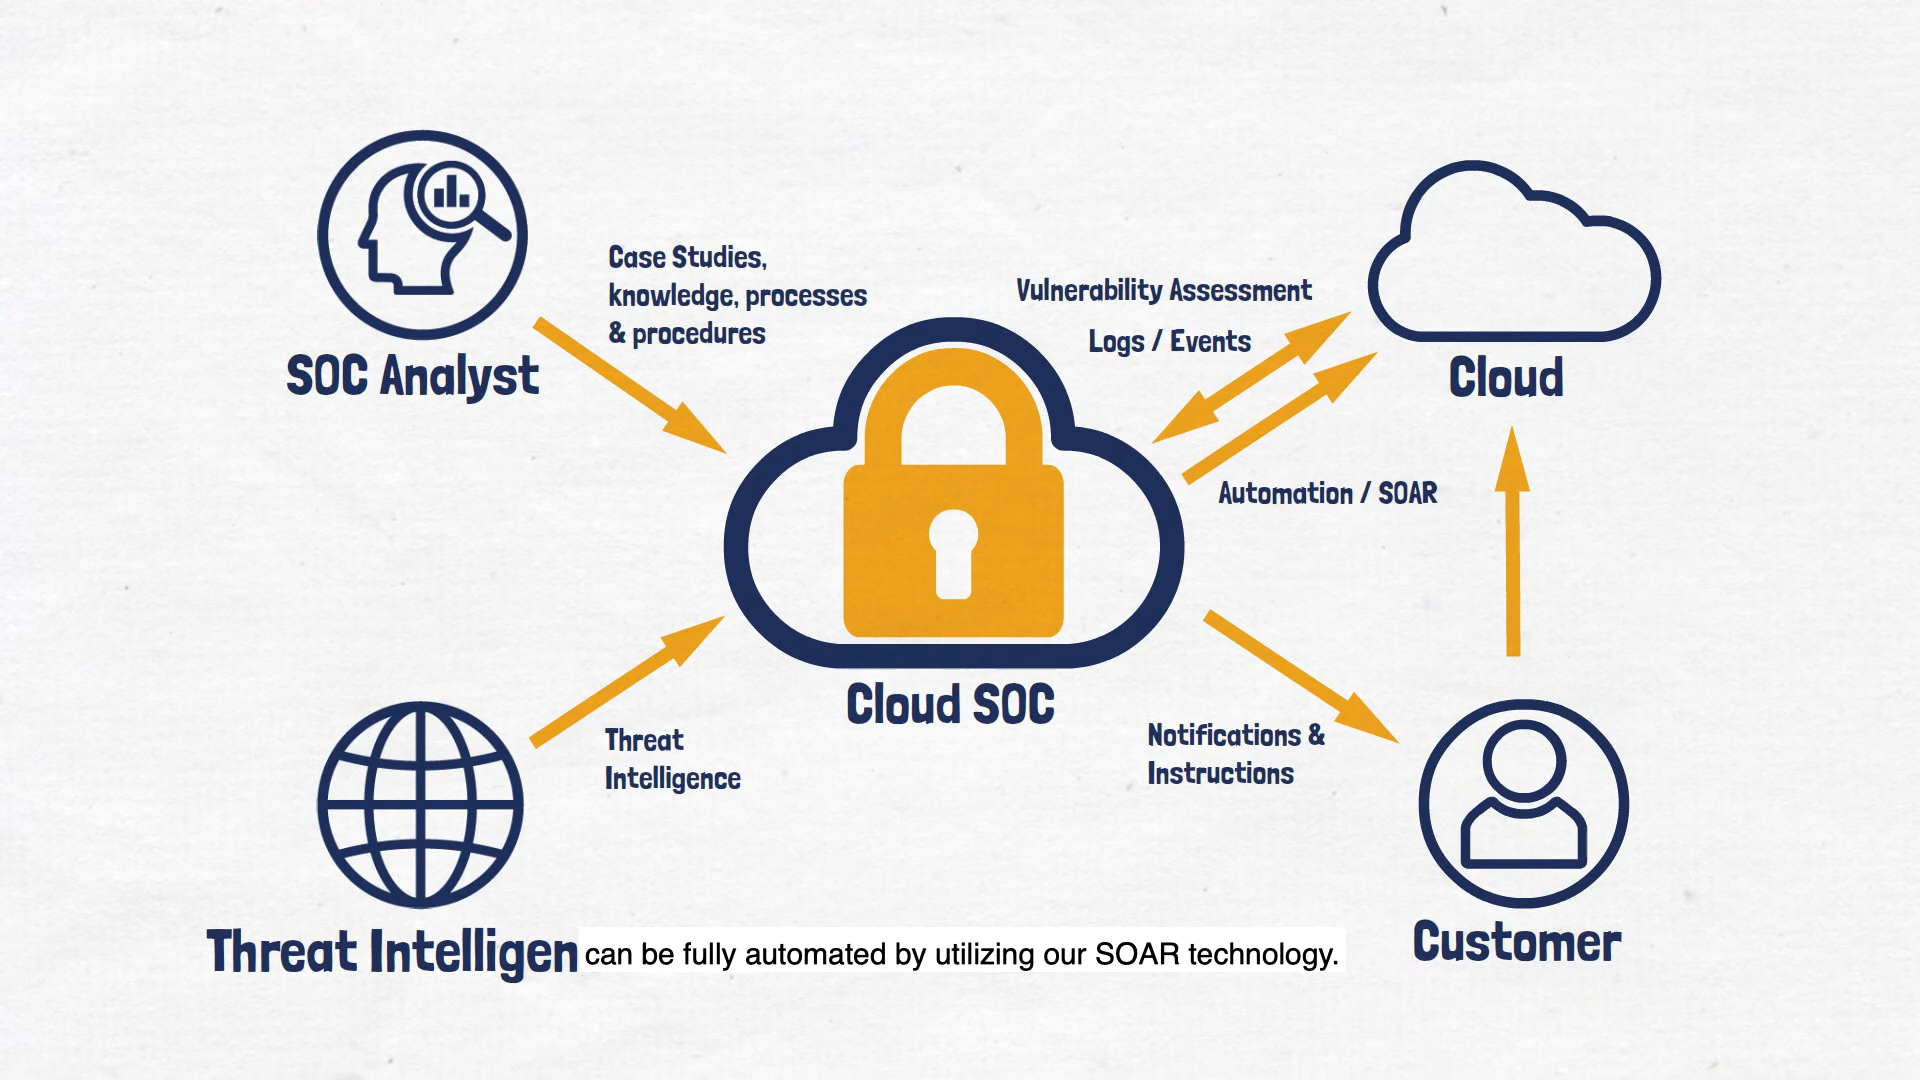 Case Studies,
knowledge, processes
& procedures
SOC Analyst
Vulnerability Assessment
Logs / Events
Cloud
Automation / SOAR
Cloud SOC
Threat
Intelligence
Notifications &
Instructions
Threat Intelligen
can be fully automated by utilizing our SOAR technology.
Customer